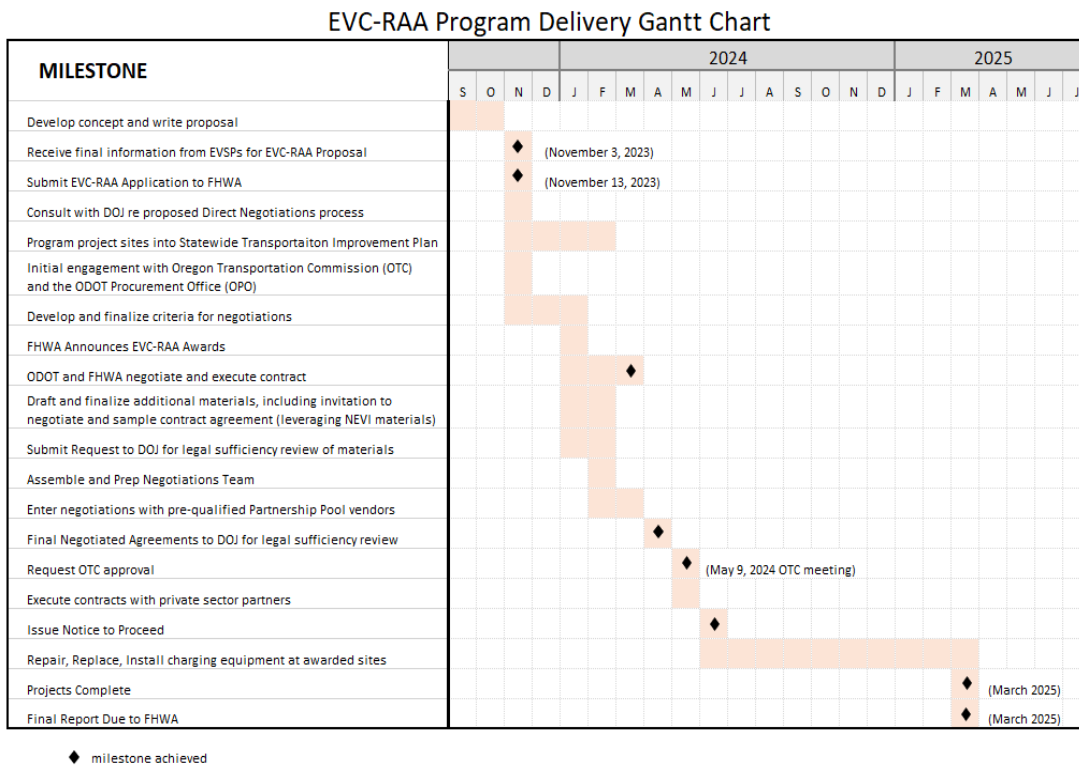 EVC-RAA Program Delivery Gantt Chart
MILESTONE
2024 2025
S O N D J F M A M J J A S O N D J F M A M J J
Develop concept and write proposal
Receive final information from EVSPs for EVC-RAA Proposal (November 3, 2023)
Submit EVC-RAA Application to FHWA (November 13, 2023)
Consult with DOJ re proposed Direct Negotiations process
Program project sites into Statewide Transportaiton Improvement Plan
Initial engagement with Oregon Transportation Commission (OTC)
and the ODOT Procurement Office (OPO)
Develop and finalize criteria for negotiations
FHWA Announces EVC-RAA Awards
ODOT and FHWA negotiate and execute contract
Draft and finalize additional materials, including invitation to
negotiate and sample contract agreement (leveraging NEVI materials)
Submit Request to DOJ for legal sufficiency review of materials
Assemble and Prep Negotiations Team
Enter negotiations with pre-qualified Partnership Pool vendors
Final Negotiated Agreements to DOJ for legal sufficiency review
Request OTC approval (May 9, 2024 OTC meeting)
Execute contracts with private sector partners
Issue Notice to Proceed
Repair, Replace, Install charging equipment at awarded sites
Projects Complete (March 2025)
Final Report Due to FHWA (March 2025)
milestone achieved